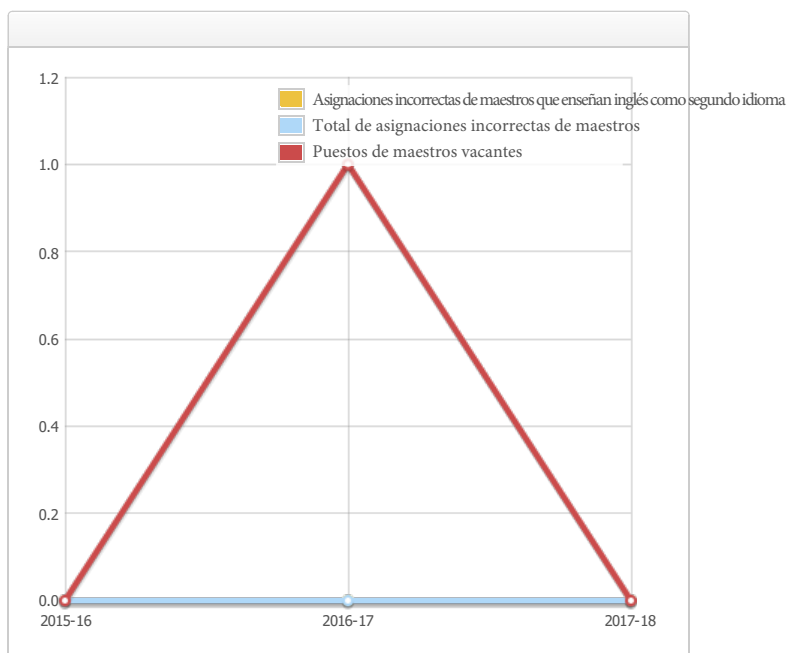 1.2
Asignaciones incorrectas de maestros que enseñan inglés como segundo idioma
Total de asignaciones incorrectas de maestros
Puestos de maestros vacantes
1.0
0.8
0.6
0.4
0.2
0.0
2015-16 2016-17 2017-18